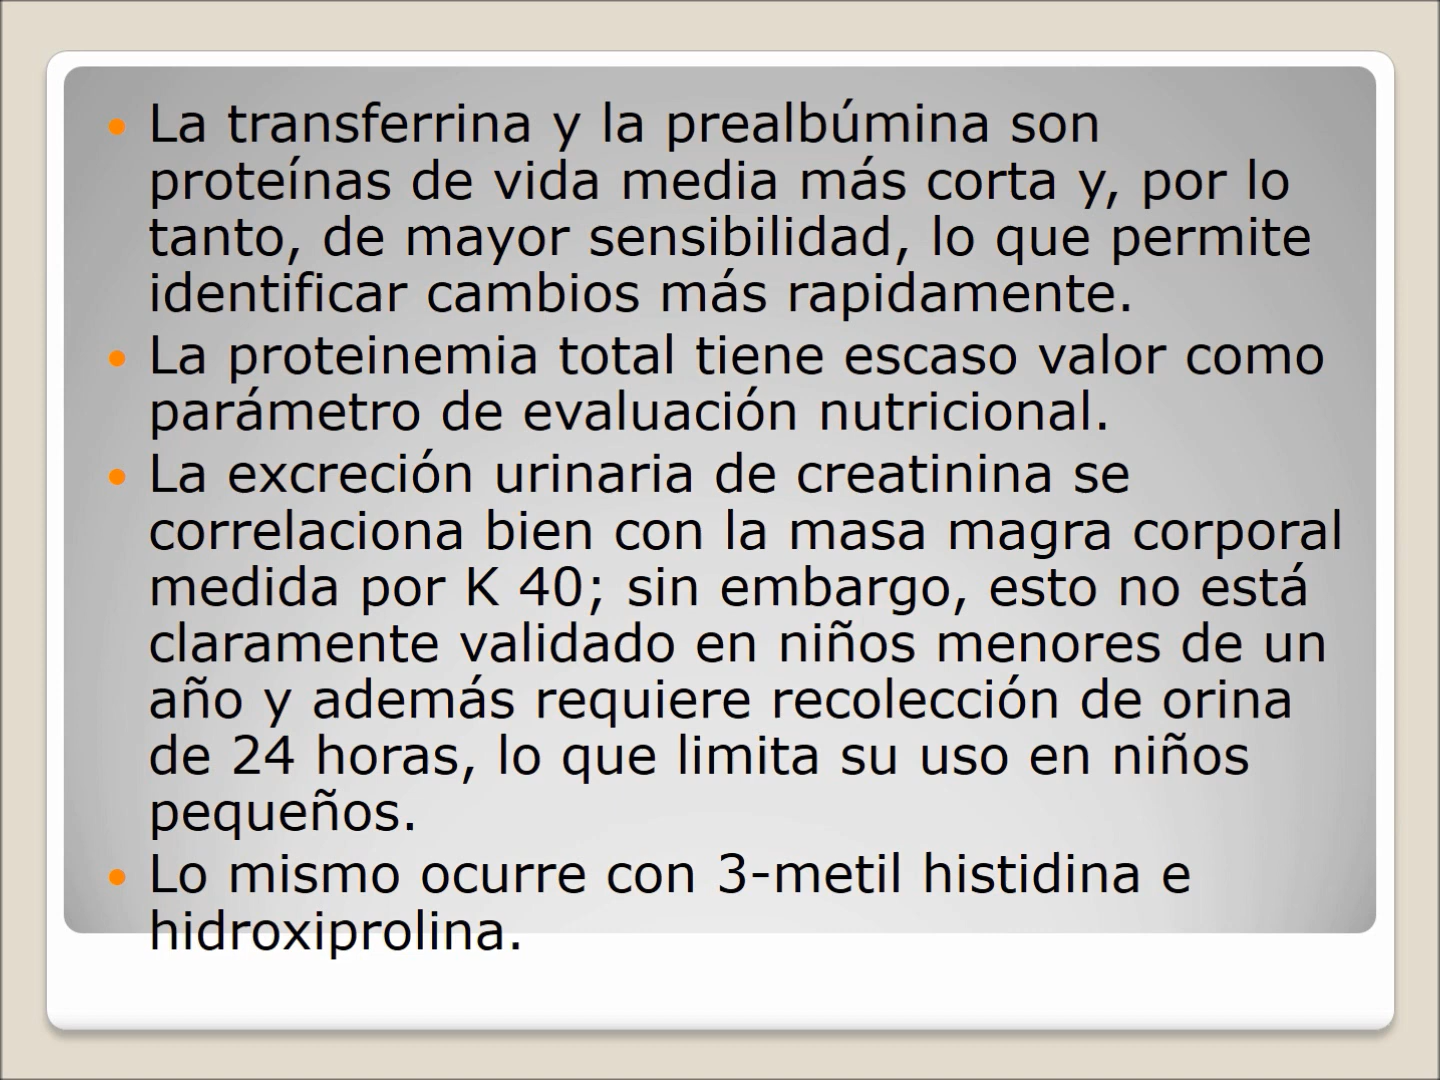 La transferrina y la prealbúmina son
proteínas de vida media más corta y, por lo
tanto, de mayor sensibilidad, lo que permite
identificar cambios más rapidamente.
La proteinemia total tiene escaso valor como
parámetro de evaluación nutricional.
La excreción urinaria de creatinina se
correlaciona bien con la masa magra corporal
medida por K 40; sin embargo, esto no está
claramente validado en niños menores de un
año y además requiere recolección de orina
de 24 horas, lo que limita su uso en niños
pequeños.
Lo mismo ocurre con 3-metil histidina e
hidroxiprolina.